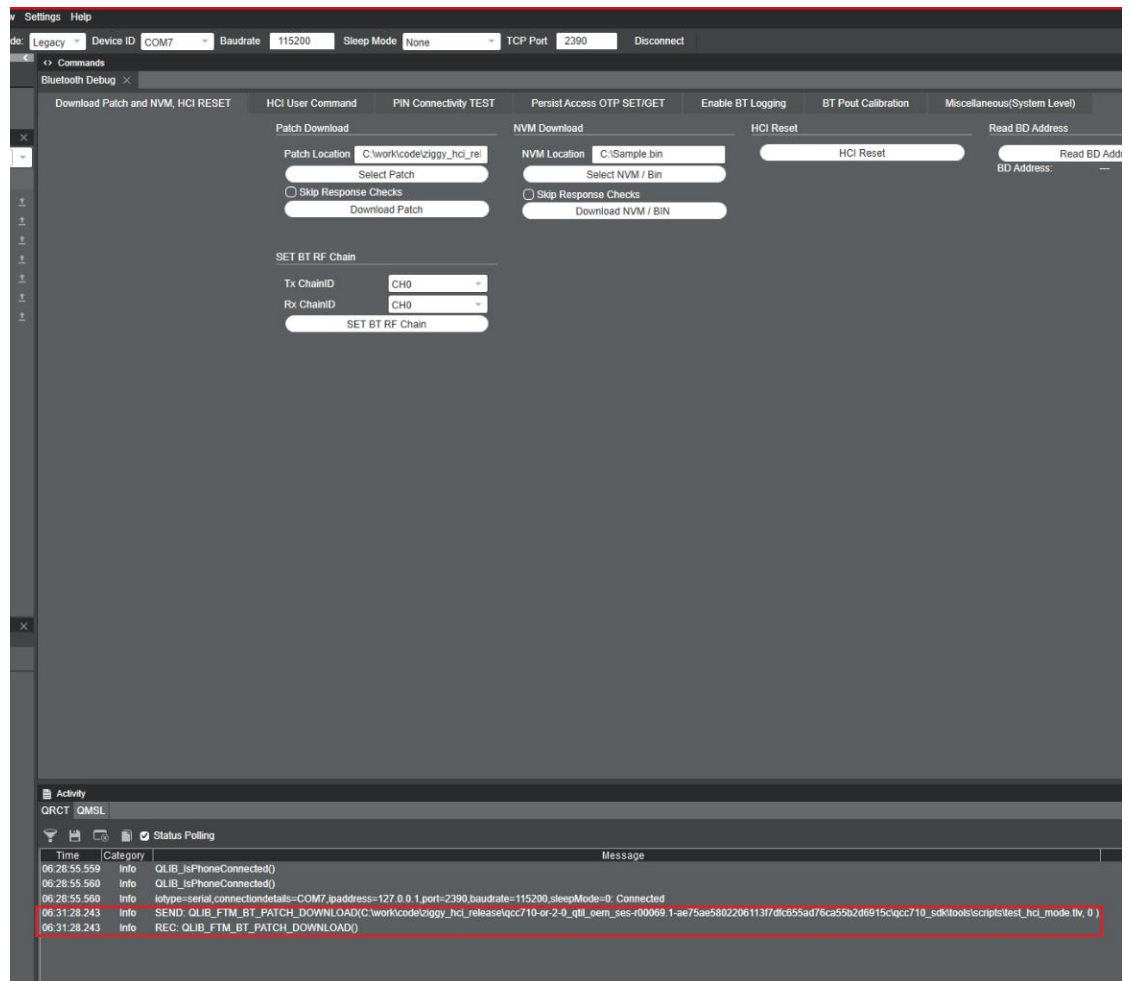 Settings Help
Legacy Device ID COM7 Baudrate 115200 Sleep Mode None TCP Port 2390 Disconnect
Commands
Bluetooth Debug
Download Patch and NVM, HCI RESET HCI User Command PIN Connectivity TEST Persist Access OTP SET/GET Enable BT Logging BT Pout Calibration Miscellaneous(System Level)
Patch Download NVM Download HCI Reset Read BD Address
Patch Location C:\work\code\ziggy_hci_rel NVM Location C:\Sample.bin HCI Reset Read BD Addr
Select Patch Select NVM / Bin BD Address: ---
Skip Response Checks Skip Response Checks
Download Patch Download NVM / BIN
SET BT RF Chain
Tx ChainID CH0
Rx ChainID CH0
SET BT RF Chain
Activity
QRCT QMSL
Status Polling
Time Category Message
06:28:55.559 Info QLIB_IsPhoneConnected()
06:28:55.560 Info QLIB_IsPhoneConnected()
06:28:55.560 Info iotype=serial,connectiondetails=COM7,ipaddress=127.0.0.1,port=2390,baudrate=115200,sleepMode=0: Connected
06:31:28.243 Info SEND: QLIB_FTM_BT_PATCH_DOWNLOAD(C:\work\code\ziggy_hci_release\qcc710-or-2-0_qtil_oem_ses-r00069.1-ae75ae5802206113f7dfc655ad76ca55b2d6915c\qcc710_sdk\tools\scripts\test_hci_mode.tlv, 0 )
06:31:28.243 Info REC: QLIB_FTM_BT_PATCH_DOWNLOAD()